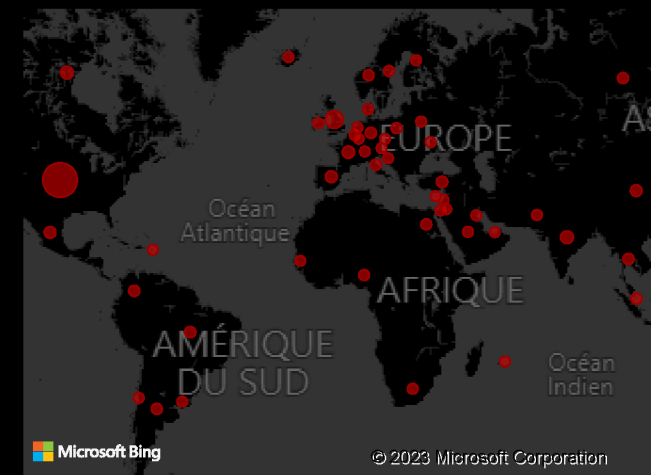 AS
EUROPE
Océan
Atlantique
AFRIQUE
AMÉRIQUE
DU SUD
Océan
Indien
Microsoft Bing
© 2023 Microsoft Corporation